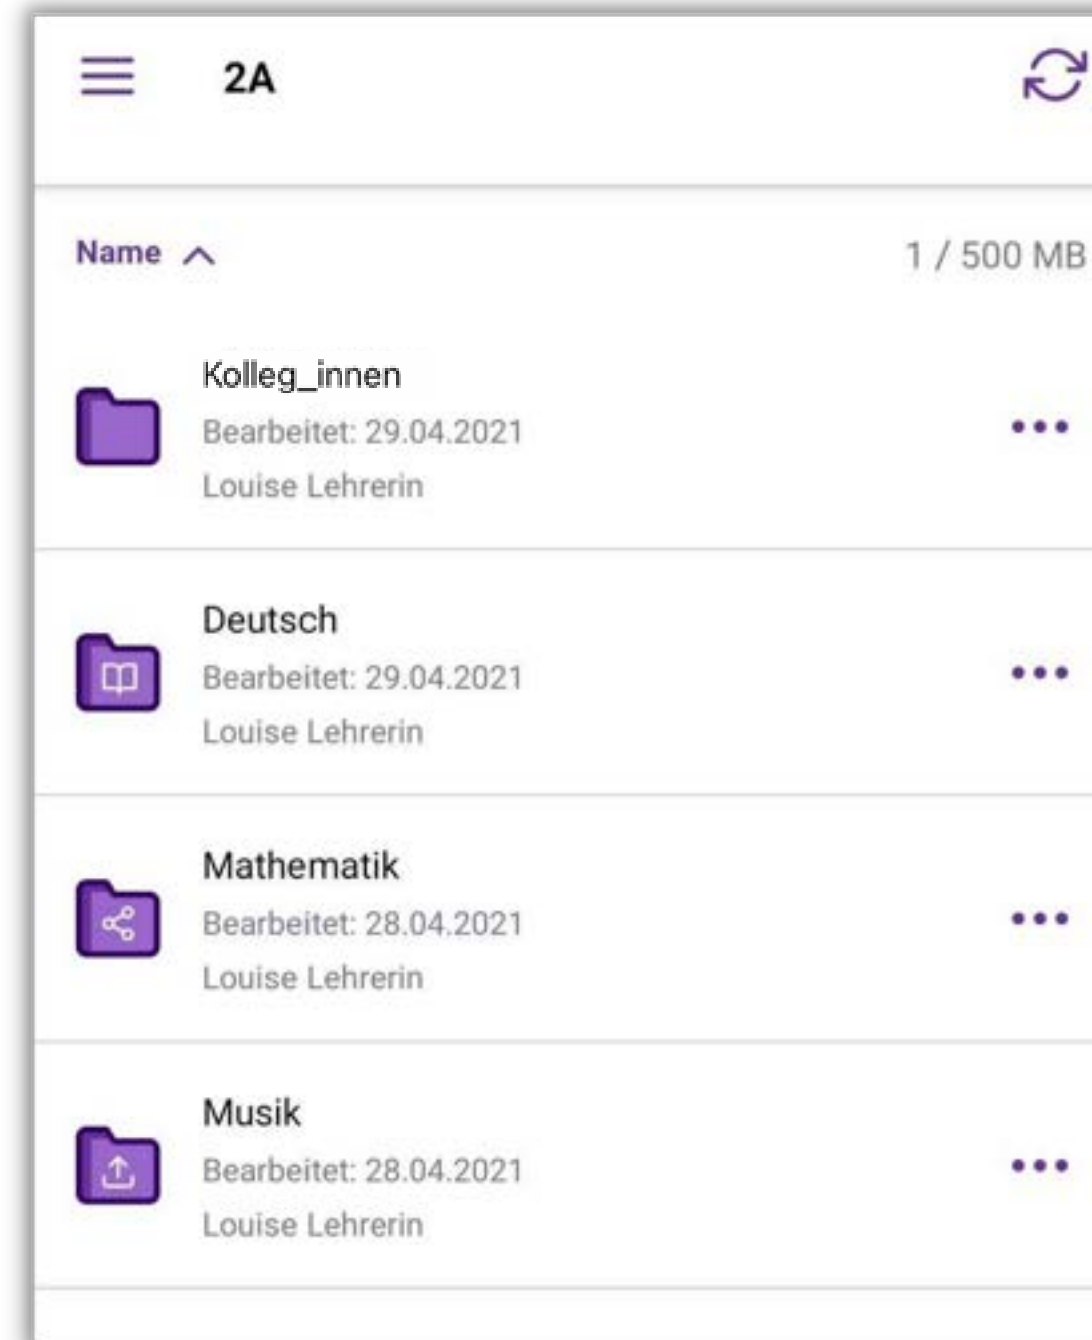 2A
Name
1 / 500 MB
Kolleg_innen
Bearbeitet: 29.04.2021
Louise Lehrerin
Deutsch
Bearbeitet: 29.04.2021
Louise Lehrerin
Mathematik
Bearbeitet: 28.04.2021
Louise Lehrerin
Musik
Bearbeitet: 28.04.2021
Louise Lehrerin